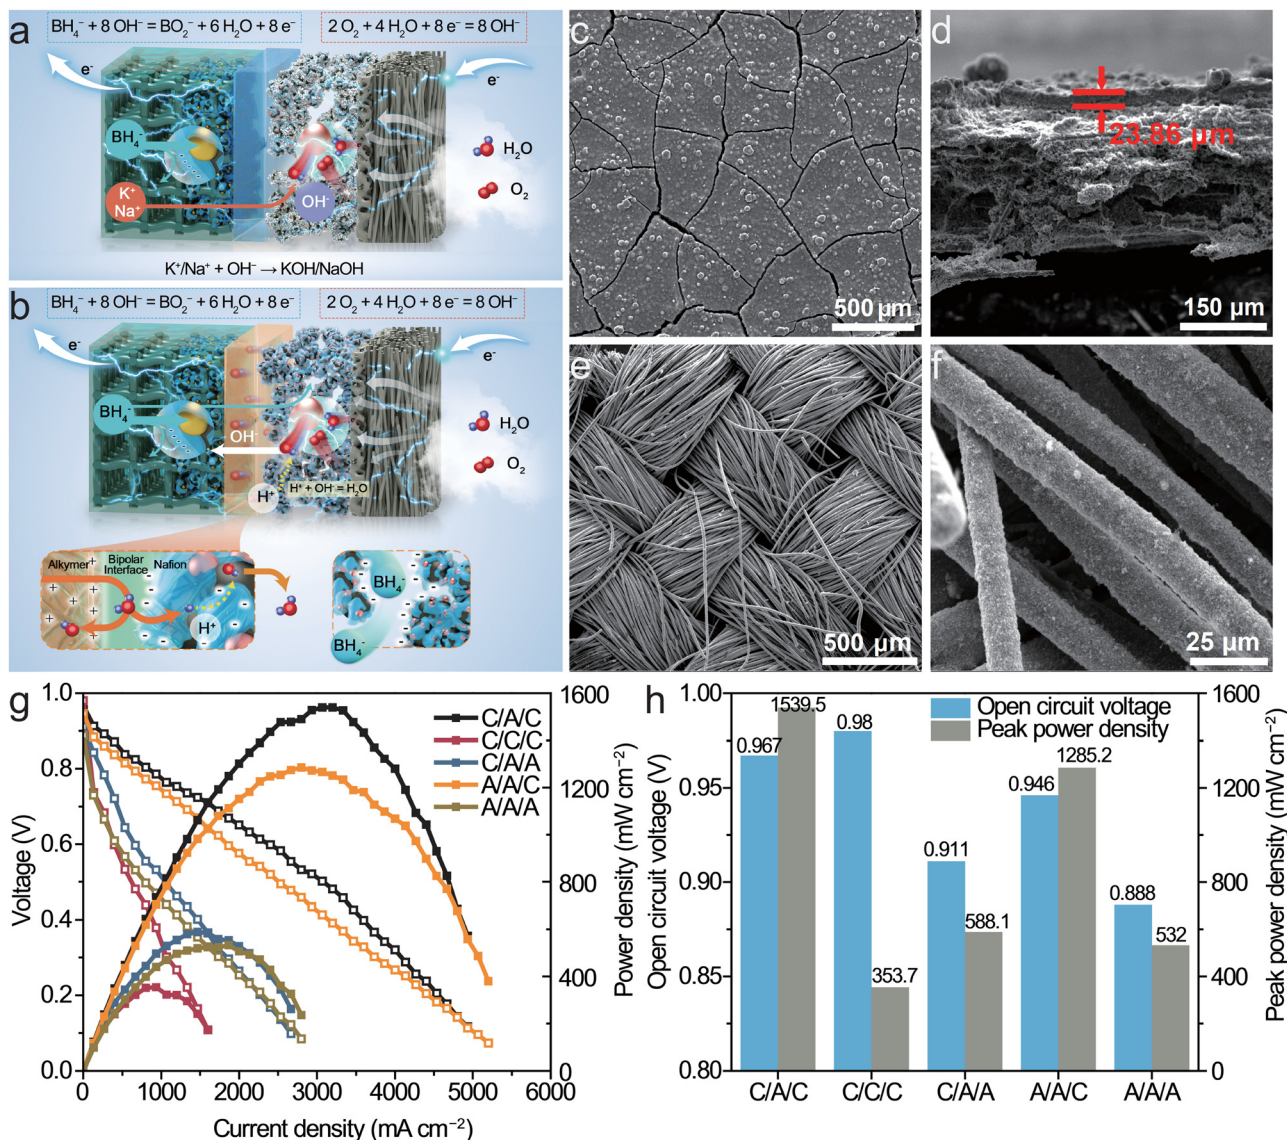 a
BH₄⁻ + 8 OH⁻ = BO₂⁻ + 6 H₂O + 8 e⁻
2 O₂ + 4 H₂O + 8 e⁻ = 8 OH⁻
e⁻
e⁻
BH₄⁻
K⁺
Na⁺
OH⁻
H₂O
O₂
K⁺/Na⁺ + OH⁻ → KOH/NaOH
b
BH₄⁻ + 8 OH⁻ = BO₂⁻ + 6 H₂O + 8 e⁻
2 O₂ + 4 H₂O + 8 e⁻ = 8 OH⁻
e⁻
e⁻
BH₄⁻
OH⁻
H⁺
H⁺ + OH⁻ = H₂O
H₂O
O₂
Alkymer
Bipolar
Interface
Nafion
H⁺
BH₄⁻
BH₄⁻
c
500 μm
d
23.86 μm
150 μm
e
500 μm
f
25 μm
g
Voltage (V)
1.0
0.8
0.6
0.4
0.2
0.0
0 1000 2000 3000 4000 5000 6000
Current density (mA cm⁻²)
1600
1200
800
400
0
Power density (mW cm⁻²)
C/A/C
C/C/C
C/A/A
A/A/C
A/A/A
h
Open circuit voltage (V)
1.00
0.95
0.90
0.85
0.80
Open circuit voltage
Peak power density
0.967
1539.5
0.98
353.7
0.911
588.1
0.946
1285.2
0.888
532
C/A/C C/C/C C/A/A A/A/C A/A/A
1600
1200
800
400
0
Peak power density (mW cm⁻²)